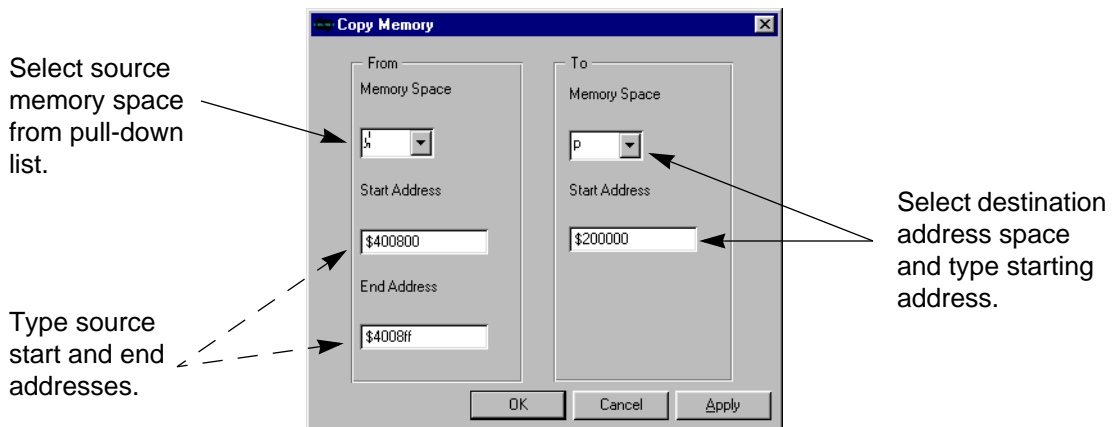 Copy Memory
Select source
memory space
from pull-down
list.
Type source
start and end
addresses.
From
Memory Space
Start Address
$400800
End Address
$4008ff
To
Memory Space
p
Start Address
$200000
OK
Cancel
Apply
Select destination
address space
and type starting
address.